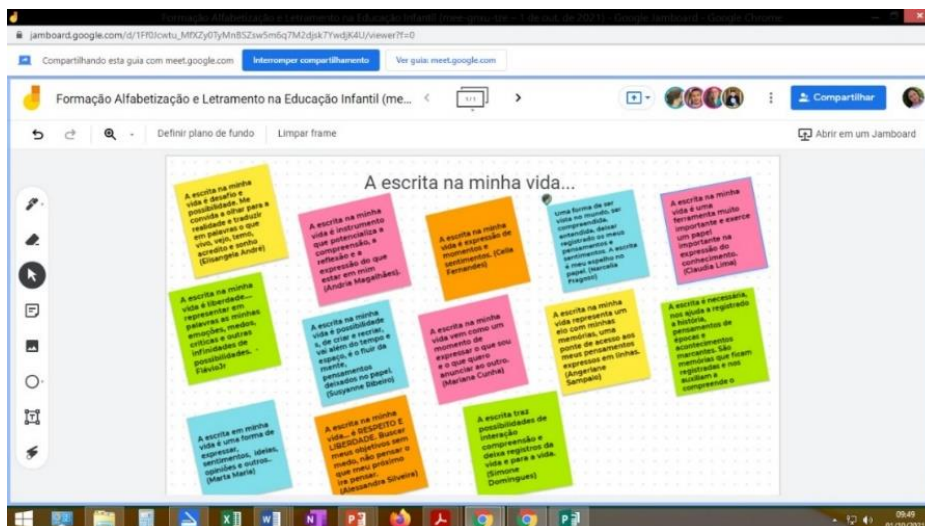 Formação Alfabetização e Letramento na Educação Infantil (mee-gnau-tre – 1 de out. de 2021) - Google Jamboard - Google Chrome
Compartilhando esta guia com meet.google.com
Interromper compartilhamento
Ver guia: meet.google.com
Formação Alfabetização e Letramento na Educação Infantil (me...
Compartilhar
Definir plano de fundo
Limpar frame
Abrir em um Jamboard
A escrita na minha vida...
A escrita na minha
vida é desafio e
possibilidade. Me
convida a olhar para a
realidade e traduzir
em palavras o que
vivo, vejo, temo,
acredito e sonho
(Elisangela André)
A escrita na minha
vida é instrumento
que potencializa a
compreensão, a
reflexão e a
expressão do que
estar em mim
(Andria Magalhães).
A escrita na minha
vida é expressão de
momentos e
sentimentos. (Celia
Fernandes)
Uma forma de ser
vista no mundo, ser
compreendida,
entendida, deixar
registrado os meus
pensamentos e
sentimentos. A escrita
é meu espelho no
papel. (Marcelia
Fragoso)
A escrita na minha
vida é uma
ferramenta muito
importante e exerce
um papel
importante na
expressão do
conhecimento.
(Claudia Lima)
A escrita na minha
vida é liberdade...
representar em
palavras as minhas
emoções, medos,
críticas e outras
infinidades de
possibilidades. -
FlávioJr
A escrita na minha
vida é possibilidade
s, de criar e recriar,
vai além do tempo e
espaço, é o fluir da
mente,
pensamentos
deixados no papel.
(Susyanne Ribeiro)
A escrita na minha
vida vem como um
momento de
expressar o que sou
e o que quero
anunciar ao outro.
(Mariana Cunha)
A escrita na minha
vida representa um
elo com minhas
memórias, uma
ponte de acesso aos
meus pensamentos
expressos em linhas.
(Angerlane
Sampaio)
A escrita é necessária,
nos ajuda a registrado
a história,
pensamentos de
épocas e
acontecimentos
marcantes. São
memórias que ficam
registradas e nos
auxiliam a
compreende o
A escrita em minha
vida é uma forma de
expressar,
sentimentos, ideias,
opiniões e outros..
(Marta Maria)
A escrita na minha
vida... é RESPEITO E
LIBERDADE. Buscar
meus objetivos sem
medo, não pensar o
que meu próximo
ira pensar.
(Alessandra Silveira)
A escrita traz
possibilidades de
interação
compreensão e
deixa registros da
vida e para a vida.
(Simone
Domingues)
09:49
01/10/2021